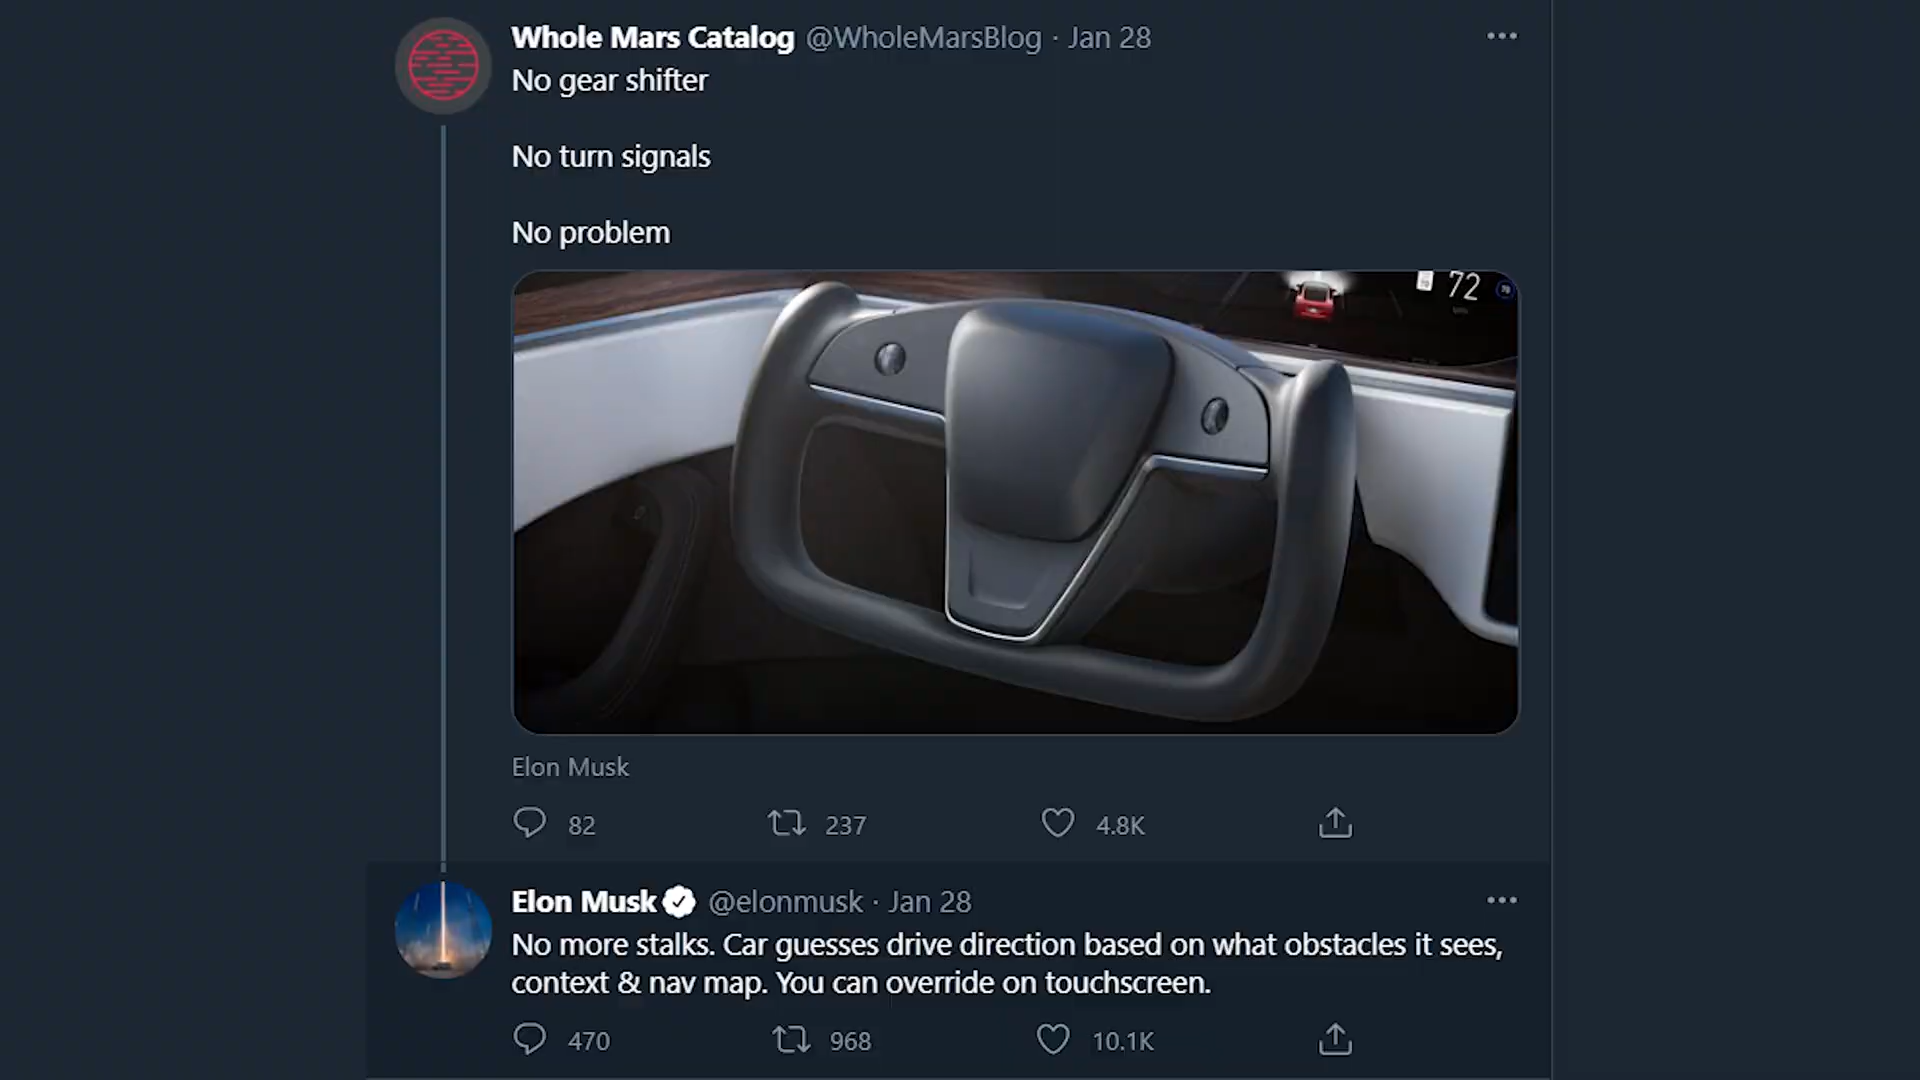 Whole Mars Catalog @WholeMarsBlog · Jan 28
No gear shifter
No turn signals
No problem
72
Elon Musk
82 237 4.8K
Elon Musk @elonmusk · Jan 28
No more stalks. Car guesses drive direction based on what obstacles it sees,
context & nav map. You can override on touchscreen.
470 968 10.1K